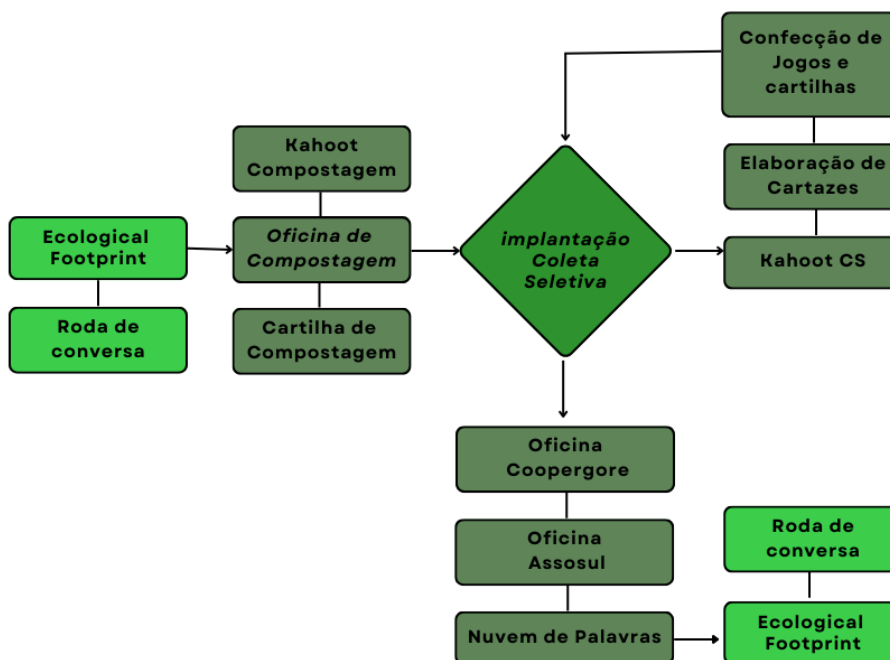 Confecção de
Jogos e
cartilhas
Kahoot
Compostagem
Elaboração de
Cartazes
Ecological
Footprint
Oficina de
Compostagem
implantação
Coleta
Seletiva
Kahoot CS
Roda de
conversa
Cartilha de
Compostagem
Oficina
Coopergore
Oficina
Assosul
Roda de
conversa
Nuvem de Palavras
Ecological
Footprint